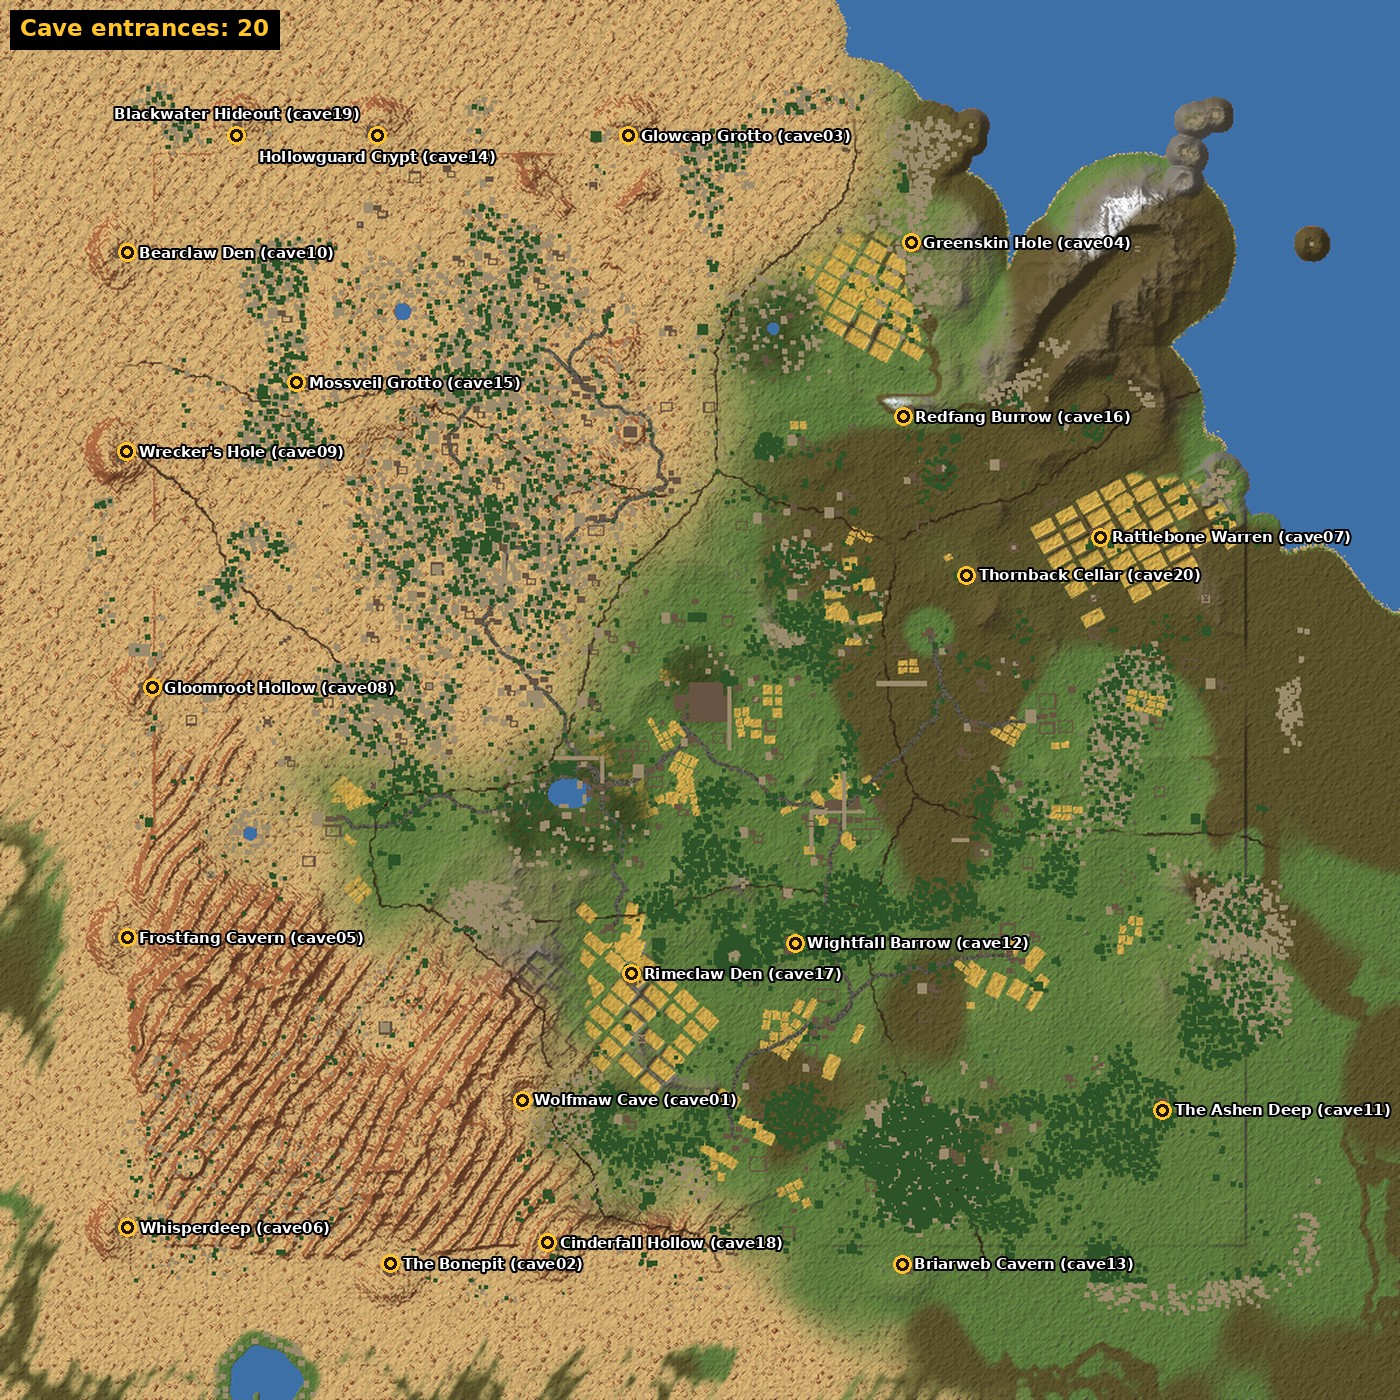 Cave entrances: 20
Blackwater Hideout (cave19)
Glowcap Grotto (cave03)
Hollowguard Crypt (cave14)
Greenskin Hole (cave04)
Bearclaw Den (cave10)
Mossveil Grotto (cave15)
Redfang Burrow (cave16)
Wrecker's Hole (cave09)
Rattlebone Warren (cave07)
Thornback Cellar (cave20)
Gloomroot Hollow (cave08)
Frostfang Cavern (cave05)
Wightfall Barrow (cave12)
Rimeclaw Den (cave17)
Wolfmaw Cave (cave01)
The Ashen Deep (cave11)
Whisperdeep (cave06)
Cinderfall Hollow (cave18)
The Bonepit (cave02)
Briarweb Cavern (cave13)